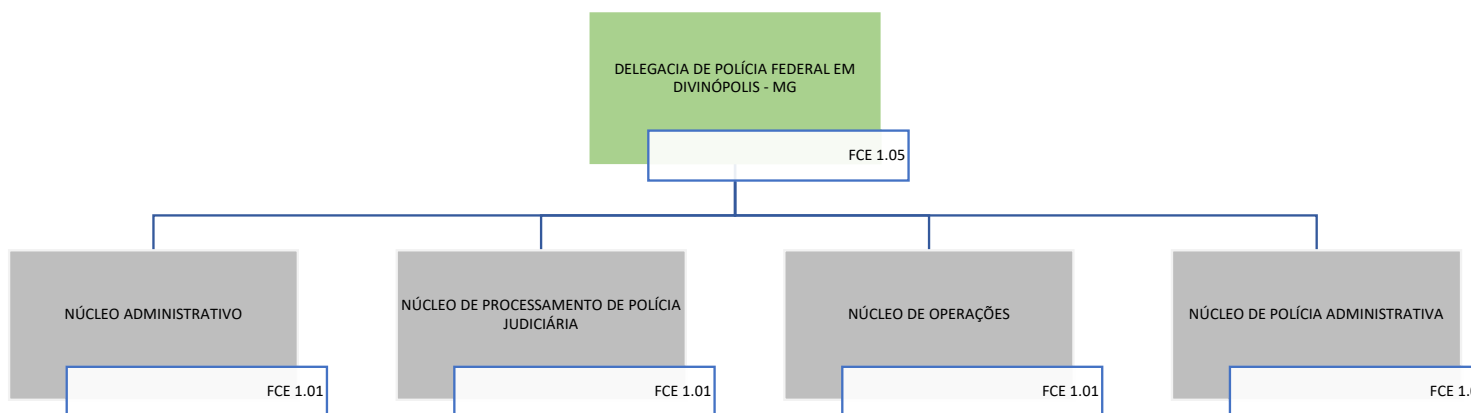 DELEGACIA DE POLÍCIA FEDERAL EM
DIVINÓPOLIS - MG
FCE 1.05
NÚCLEO ADMINISTRATIVO
FCE 1.01
NÚCLEO DE PROCESSAMENTO DE POLÍCIA
JUDICIÁRIA
FCE 1.01
NÚCLEO DE OPERAÇÕES
FCE 1.01
NÚCLEO DE POLÍCIA ADMINISTRATIVA
FCE